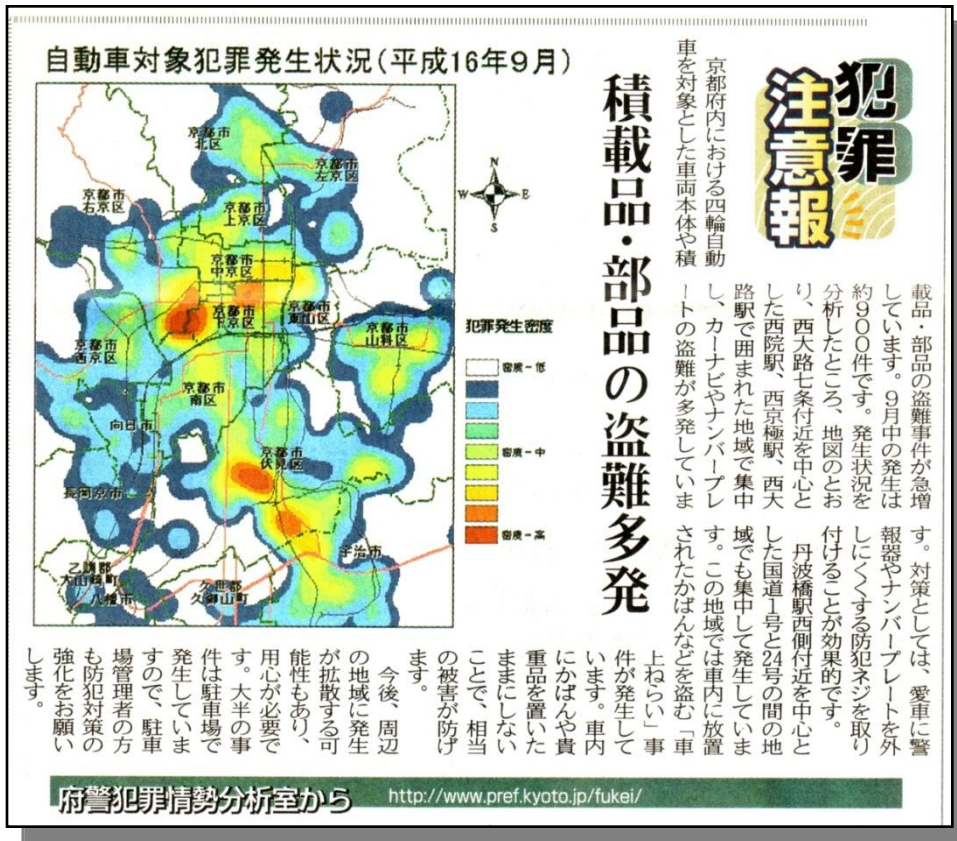 犯罪
注意報
積載品・部品の盗難多発
京都府内における四輪自動
車を対象とした車両本体や積
載品・部品の盗難事件が急増
しています。９月中の発生は
約９００件です。発生状況を
分析したところ、地図のとお
り、西大路七条付近を中心と
した西院駅、西京極駅、西大
路駅で囲まれた地域で集中
し、カーナビやナンバープレ
ートの盗難が多発していま
す。対策としては、愛車に警
報器やナンバープレートを外
しにくくする防犯ネジを取り
付けることが効果的です。
丹波橋駅西側付近を中心と
した国道１号と24号の間の地
域でも集中して発生していま
す。この地域では車内に放置
されたかばんなどを盗む「車
上ねらい」事
件が発生して
います。車内
にかばんや貴
重品を置いた
ままにしない
ことで、相当
の被害が防げ
ます。
今後、周辺
の地域に発生
が拡散する可
能性もあり、
用心が必要で
す。大半の事
件は駐車場で
発生していま
すので、駐車
場管理者の方
も防犯対策の
強化をお願い
します。
自動車対象犯罪発生状況(平成16年９月)
京都市
北区
京都市
左京区
京都市
右京区
京都市
上京区
京都市
中京区
京都市
下京区
京都市
東山区
京都市
山科区
京都市
西京区
京都市
南区
向日市
京都市
伏見区
長岡京市
宇治市
乙訓郡
大山崎町
八幡市
久世郡
久御山町
N
W
E
S
犯罪発生密度
密度－低
密度－中
密度－高
府警犯罪情勢分析室から
http://www.pref.kyoto.jp/fukei/